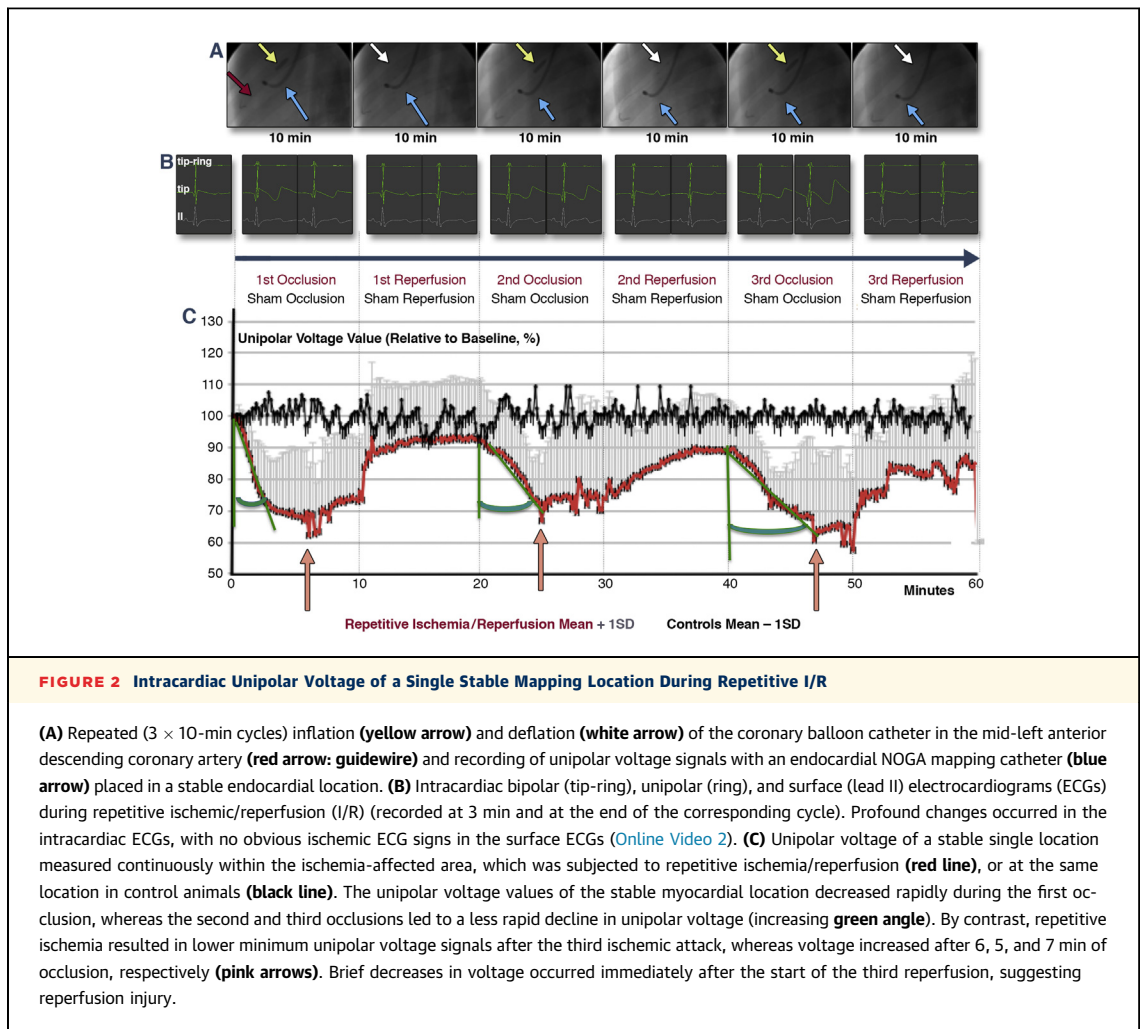 A
10 min 10 min 10 min 10 min 10 min 10 min
B
tip-ring
tip
II
1st Occlusion 1st Reperfusion 2nd Occlusion 2nd Reperfusion 3rd Occlusion 3rd Reperfusion
Sham Occlusion Sham Reperfusion Sham Occlusion Sham Reperfusion Sham Occlusion Sham Reperfusion
C
130
Unipolar Voltage Value (Relative to Baseline, %)
120
110
100
90
80
70
60
50
0 10 20 30 40 50 60
Minutes
Repetitive Ischemia/Reperfusion Mean + 1SD Controls Mean – 1SD
FIGURE 2 Intracardiac Unipolar Voltage of a Single Stable Mapping Location During Repetitive I/R
(A) Repeated (3 × 10-min cycles) inflation (yellow arrow) and deflation (white arrow) of the coronary balloon catheter in the mid-left anterior
descending coronary artery (red arrow: guidewire) and recording of unipolar voltage signals with an endocardial NOGA mapping catheter (blue
arrow) placed in a stable endocardial location. (B) Intracardiac bipolar (tip-ring), unipolar (ring), and surface (lead II) electrocardiograms (ECGs)
during repetitive ischemic/reperfusion (I/R) (recorded at 3 min and at the end of the corresponding cycle). Profound changes occurred in the
intracardiac ECGs, with no obvious ischemic ECG signs in the surface ECGs (Online Video 2). (C) Unipolar voltage of a stable single location
measured continuously within the ischemia-affected area, which was subjected to repetitive ischemia/reperfusion (red line), or at the same
location in control animals (black line). The unipolar voltage values of the stable myocardial location decreased rapidly during the first oc-
clusion, whereas the second and third occlusions led to a less rapid decline in unipolar voltage (increasing green angle). By contrast, repetitive
ischemia resulted in lower minimum unipolar voltage signals after the third ischemic attack, whereas voltage increased after 6, 5, and 7 min of
occlusion, respectively (pink arrows). Brief decreases in voltage occurred immediately after the start of the third reperfusion, suggesting
reperfusion injury.